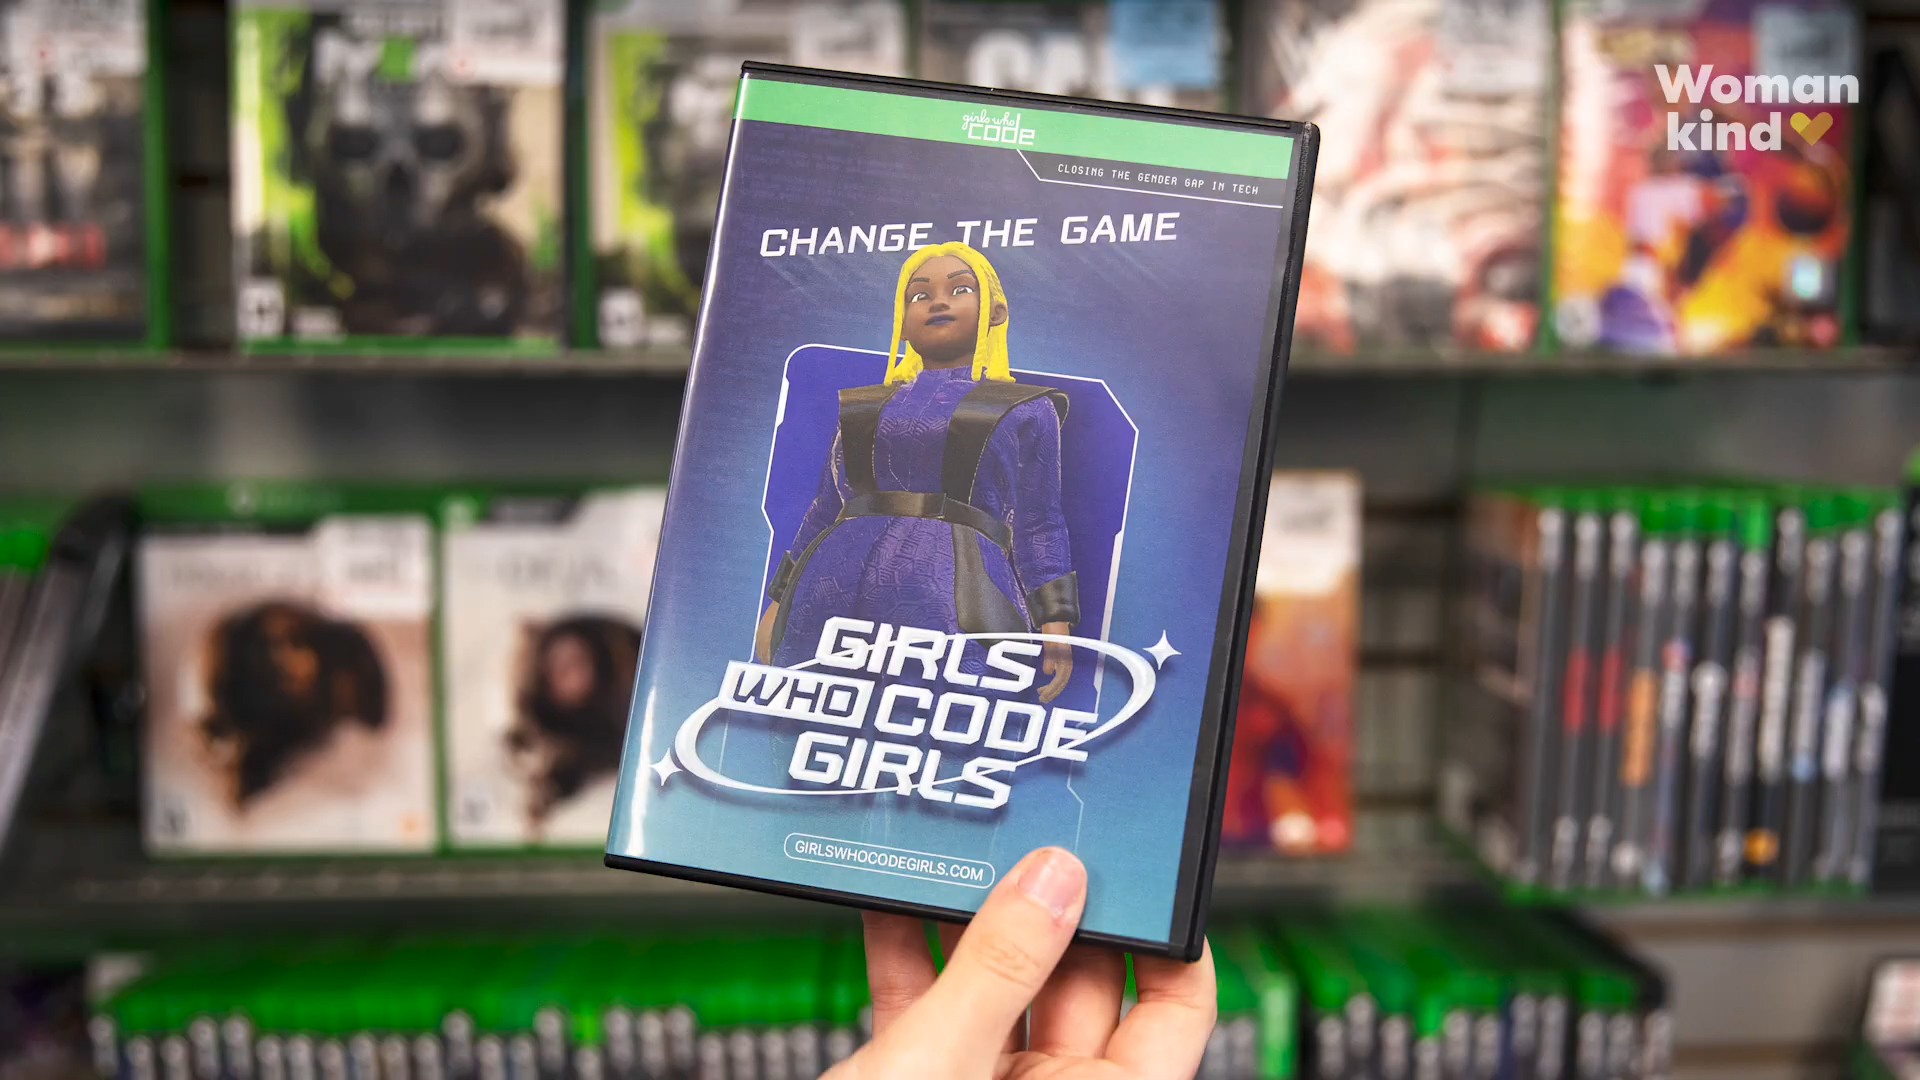 Woman
kind
girls who
code
CLOSING THE GENDER GAP IN TECH
CHANGE THE GAME
GIRLS
WHO CODE
GIRLS
GIRLSWHOCODEGIRLS.COM